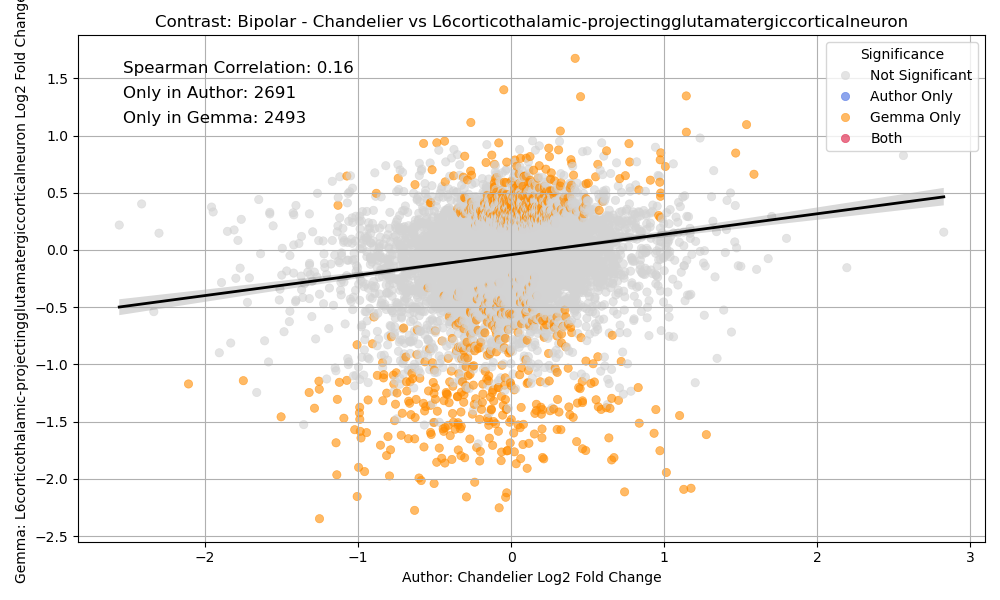 Contrast: Bipolar - Chandelier vs L6corticothalamic-projectingglutamatergiccorticalneuron
Gemma: L6corticothalamic-projectingglutamatergiccorticalneuron Log2 Fold Change
1.5
1.0
0.5
0.0
−0.5
−1.0
−1.5
−2.0
−2.5
Spearman Correlation: 0.16
Only in Author: 2691
Only in Gemma: 2493
Significance
Not Significant
Author Only
Gemma Only
Both
−2
−1
0
1
2
3
Author: Chandelier Log2 Fold Change